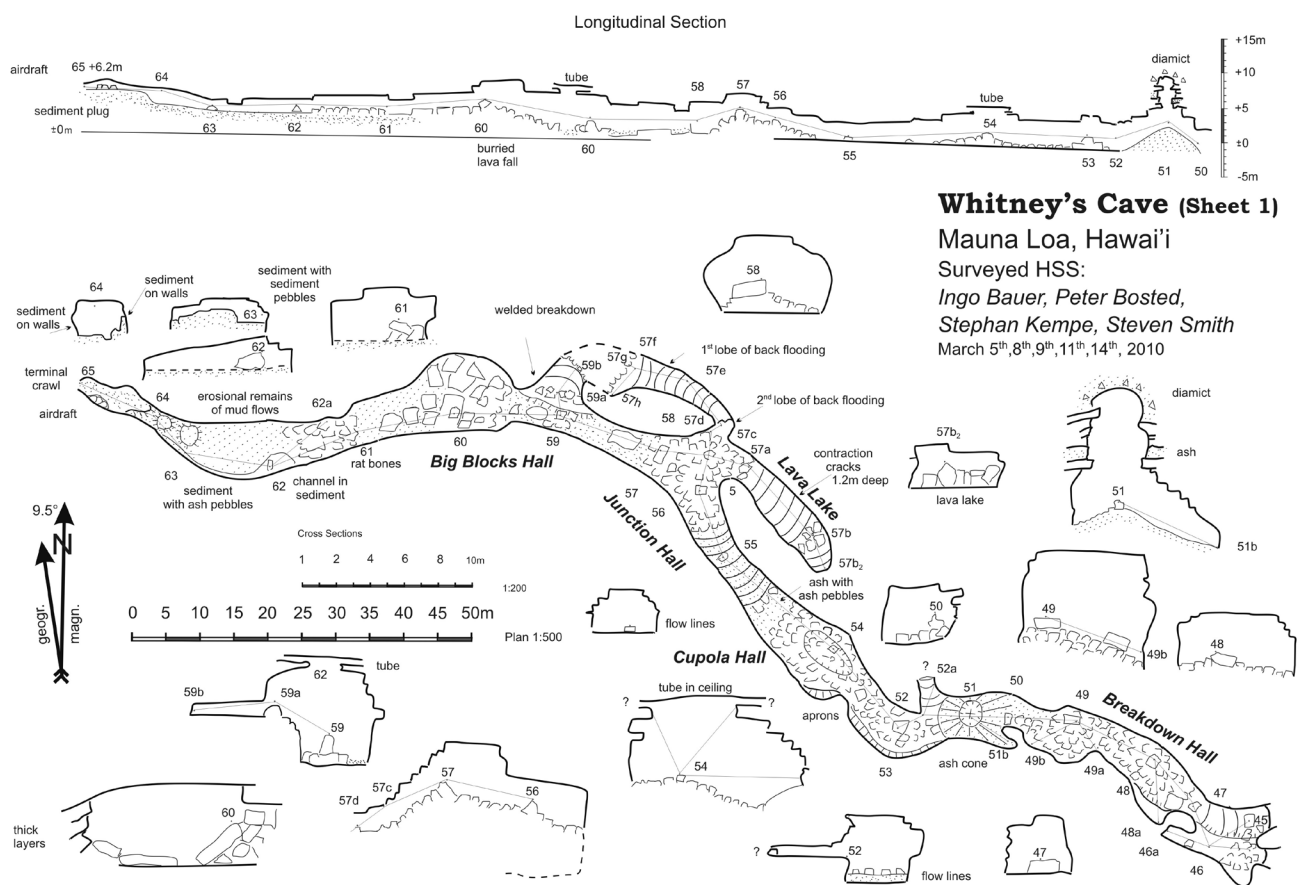 Longitudinal Section
airdraft
65 +6.2m
64
tube
58
57
56
tube
54
diamict
+15m
+10
+5
±0
-5m
sediment plug
±0m
63
62
61
60
burried
lava fall
60
55
53
52
51
50
Whitney's Cave (Sheet 1)
Mauna Loa, Hawai'i
Surveyed HSS:
Ingo Bauer, Peter Bosted,
Stephan Kempe, Steven Smith
March 5th,8th,9th,11th,14th, 2010
64
sediment
on walls
sediment
on walls
sediment with
sediment
pebbles
63
62
61
58
welded breakdown
terminal
crawl
65
airdraft
64
erosional remains
of mud flows
62a
63
sediment
with ash pebbles
62
channel in
sediment
61
rat bones
60
Big Blocks Hall
59
59b
59a
57g
57h
57f
1st lobe of back flooding
57e
58
57d
2nd lobe of back flooding
57c
57a
Lava Lake
contraction
cracks
1.2m deep
57b
57b2
57b2
lava lake
57
5
56
Junction Hall
55
ash with
ash pebbles
54
Cupola Hall
aprons
52
? 52a
53
51
ash cone
50
51b
49b
49
49a
Breakdown Hall
48
48a
47
45
46a
46
diamict
ash
51
51b
9.5°
N
geogr.
magn.
Cross Sections
1 2 4 6 8 10m
1:200
0 5 10 15 20 25 30 35 40 45 50m
Plan 1:500
flow lines
50
49
49b
48
62
tube
59b
59a
59
tube in ceiling
?
?
54
57d
57c
57
56
thick
layers
60
?
52
flow lines
47